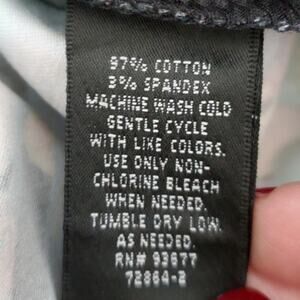 97% COTTON
3% SPANDEX
MACHINE WASH COLD
GENTLE CYCLE
WITH LIKE COLORS.
USE ONLY NON-
CHLORINE BLEACH
WHEN NEEDED.
TUMBLE DRY LOW.
AS NEEDED.
RN# 93677
72864-2